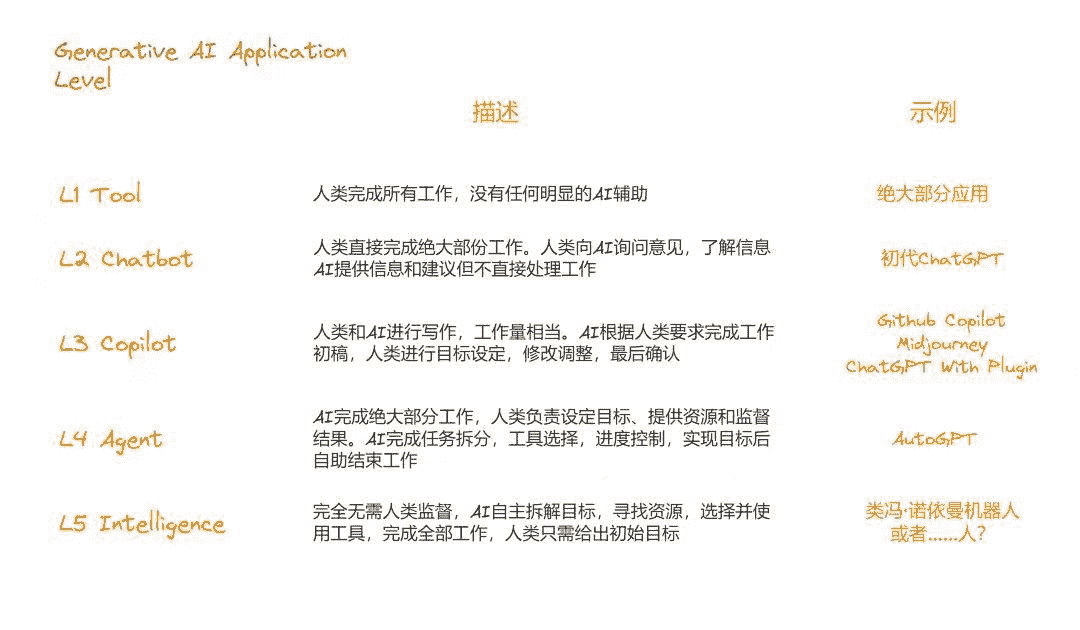 Generative AI Application
Level
描述
示例
L1 Tool
人类完成所有工作，没有任何明显的AI辅助
绝大部分应用
L2 Chatbot
人类直接完成绝大部份工作。人类向AI询问意见，了解信息
AI提供信息和建议但不直接处理工作
初代ChatGPT
L3 Copilot
人类和AI进行写作，工作量相当。AI根据人类要求完成工作
初稿，人类进行目标设定，修改调整，最后确认
Github Copilot
Midjourney
ChatGPT With Plugin
L4 Agent
AI完成绝大部分工作，人类负责设定目标、提供资源和监督
结果。AI完成任务拆分，工具选择，进度控制，实现目标后
自助结束工作
AutoGPT
L5 Intelligence
完全无需人类监督，AI自主拆解目标，寻找资源，选择并使
用工具，完成全部工作，人类只需给出初始目标
类冯·诺依曼机器人
或者......人？